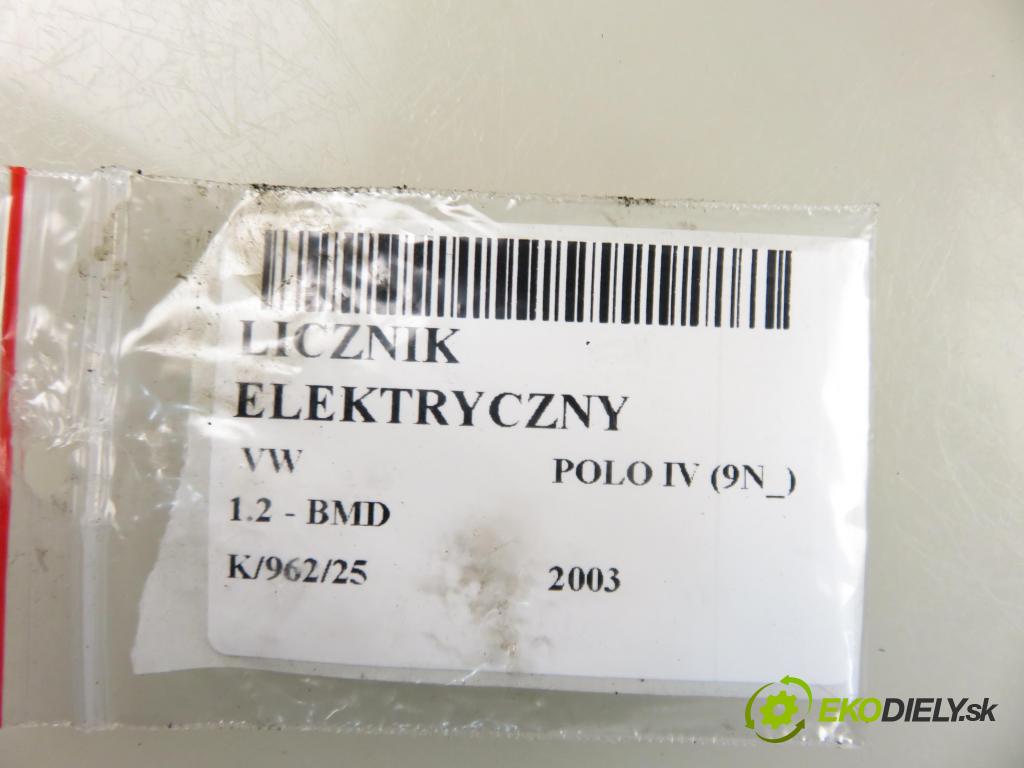 LICZNIK
ELEKTRYCZNY
VW POLO IV (9N_)
1.2 - BMD
K/962/25 2003
EKODIELY.sk